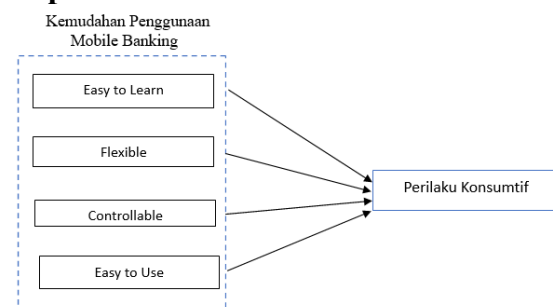 Kemudahan Penggunaan
Mobile Banking
Easy to Learn
Flexible
Controllable
Easy to Use
Perilaku Konsumtif